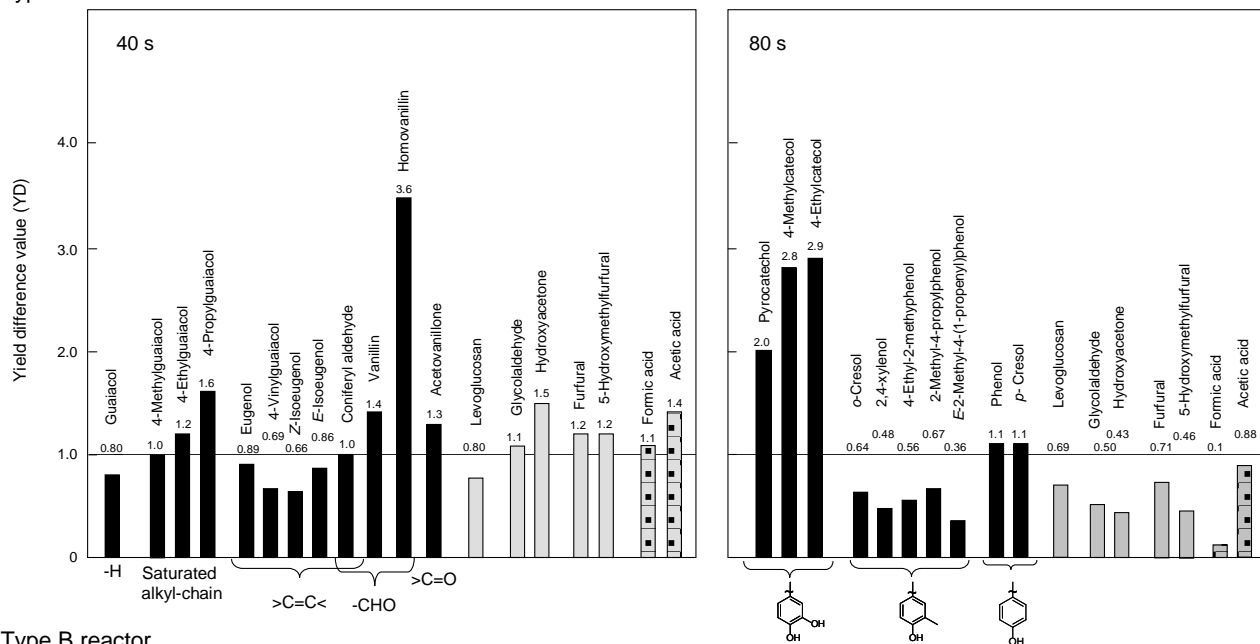 40 s
Yield difference value (YD)
4.0
3.0
2.0
1.0
0
Guaiacol
0.80
4-Methylguaiacol
1.0
4-Ethylguaiacol
1.2
4-Propylguaiacol
1.6
Eugenol
0.89
4-Vinylguaiacol
0.69
Z-Isoeugenol
0.66
E-Isoeugenol
0.86
Coniferyl aldehyde
1.0
Vanillin
1.4
Homovanillin
3.6
Acetovanillone
1.3
Levoglucosan
0.80
Glycolaldehyde
1.1
Hydroxyacetone
1.5
Furfural
1.2
5-Hydroxymethylfurfural
1.2
Formic acid
1.1
Acetic acid
1.4
-H
Saturated
alkyl-chain
>C=C<
-CHO
>C=O
80 s
Pyrocatechol
2.0
4-Methylcatecol
2.8
4-Ethylcatecol
2.9
o-Cresol
0.64
2,4-xylenol
0.48
4-Ethyl-2-methyphenol
0.56
2-Methyl-4-propylphenol
0.67
E-2-Methyl-4-(1-propenyl)phenol
0.36
Phenol
1.1
p- Cresol
1.1
Levoglucosan
0.69
Glycolaldehyde
0.50
Hydroxyacetone
0.43
Furfural
0.71
5-Hydroxymethylfurfural
0.46
Formic acid
0.1
Acetic acid
0.88
OH
OH
OH
OH
Type B reactor